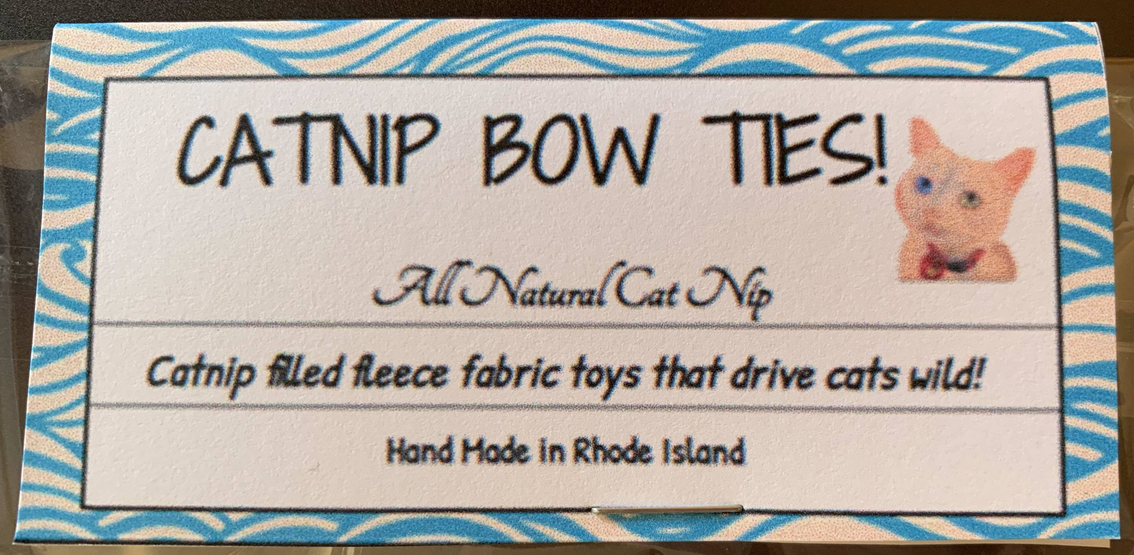 CATNIP BOW TIES!
All Natural Cat Nip
Catnip filled fleece fabric toys that drive cats wild!
Hand Made in Rhode Island